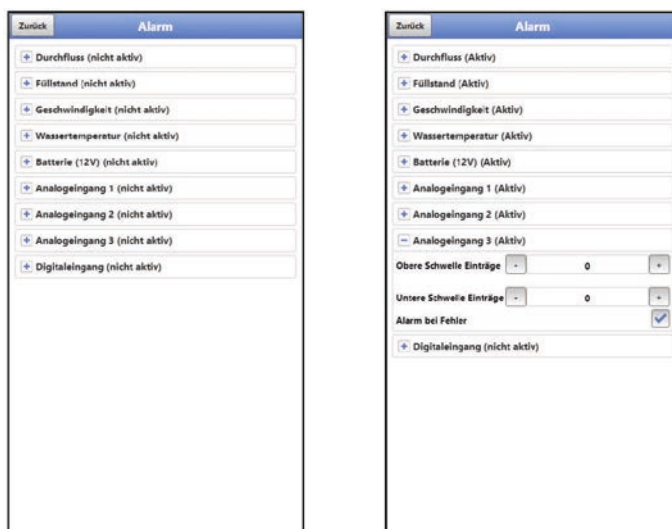 Zurück
Alarm
Durchfluss (nicht aktiv)
Füllstand (nicht aktiv)
Geschwindigkeit (nicht aktiv)
Wassertemperatur (nicht aktiv)
Batterie (12V) (nicht aktiv)
Analogeingang 1 (nicht aktiv)
Analogeingang 2 (nicht aktiv)
Analogeingang 3 (nicht aktiv)
Digitaleingang (nicht aktiv)
Zurück
Alarm
Durchfluss (Aktiv)
Füllstand (Aktiv)
Geschwindigkeit (Aktiv)
Wassertemperatur (Aktiv)
Batterie (12V) (Aktiv)
Analogeingang 1 (Aktiv)
Analogeingang 2 (Aktiv)
Analogeingang 3 (Aktiv)
Obere Schwelle Einträge - 0 +
Untere Schwelle Einträge - 0 +
Alarm bei Fehler
Digitaleingang (nicht aktiv)